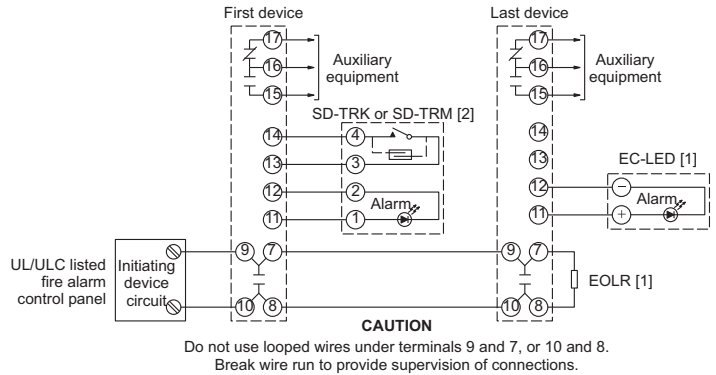 First device
Last device
17
16
15
Auxiliary
equipment
17
16
15
Auxiliary
equipment
SD-TRK or SD-TRM [2]
14
4
13
3
12
2
11
Alarm
1
14
13
EC-LED [1]
12
−
11
Alarm
+
UL/ULC listed
fire alarm
control panel
Initiating
device
circuit
9
7
10
8
9
7
10
8
EOLR [1]
CAUTION
Do not use looped wires under terminals 9 and 7, or 10 and 8.
Break wire run to provide supervision of connections.